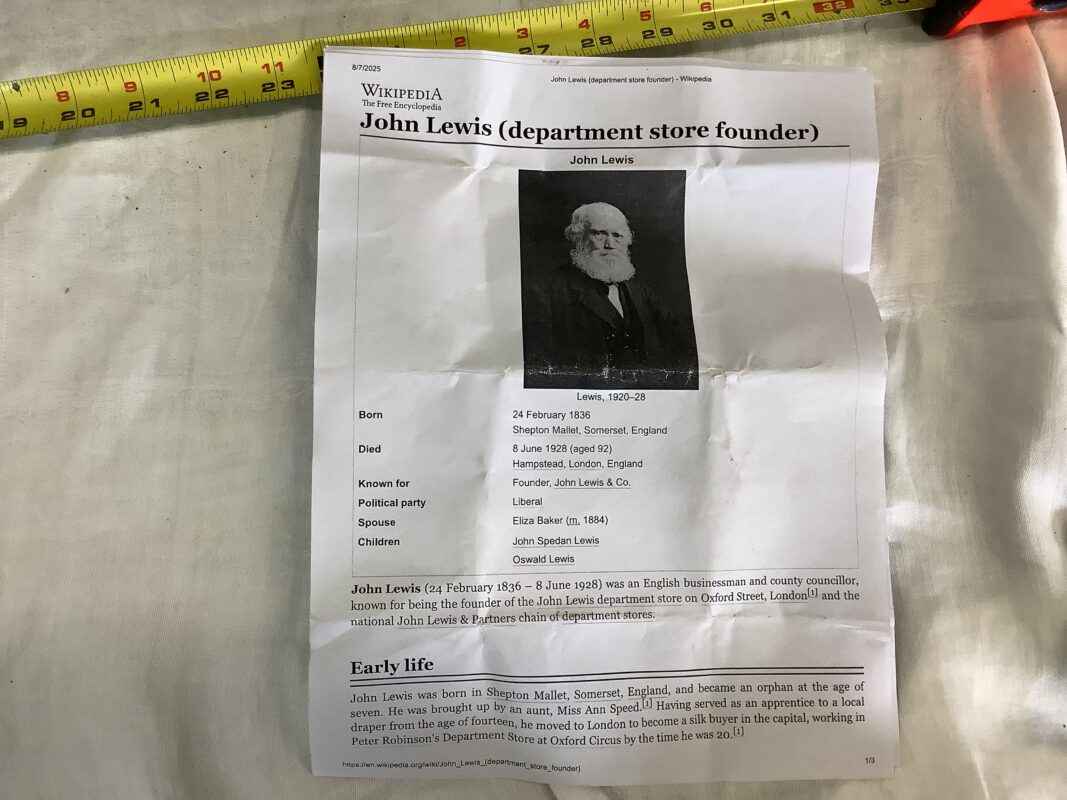 8 9 10 11 2 3 4 5 6
19 20 21 22 23 27 28 29 30 31 32
8/7/2025 John Lewis (department store founder) - Wikipedia
WIKIPEDIA
The Free Encyclopedia
John Lewis (department store founder)
John Lewis
Lewis, 1920–28
Born 24 February 1836
Shepton Mallet, Somerset, England
Died 8 June 1928 (aged 92)
Hampstead, London, England
Known for Founder, John Lewis & Co.
Political party Liberal
Spouse Eliza Baker (m. 1884)
Children John Spedan Lewis
Oswald Lewis
John Lewis (24 February 1836 – 8 June 1928) was an English businessman and county councillor,
known for being the founder of the John Lewis department store on Oxford Street, London[1] and the
national John Lewis & Partners chain of department stores.
Early life
John Lewis was born in Shepton Mallet, Somerset, England, and became an orphan at the age of
seven. He was brought up by an aunt, Miss Ann Speed.[1] Having served as an apprentice to a local
draper from the age of fourteen, he moved to London to become a silk buyer in the capital, working in
Peter Robinson's Department Store at Oxford Circus by the time he was 20.[1]
https://en.wikipedia.org/wiki/John_Lewis_(department_store_founder) 1/3